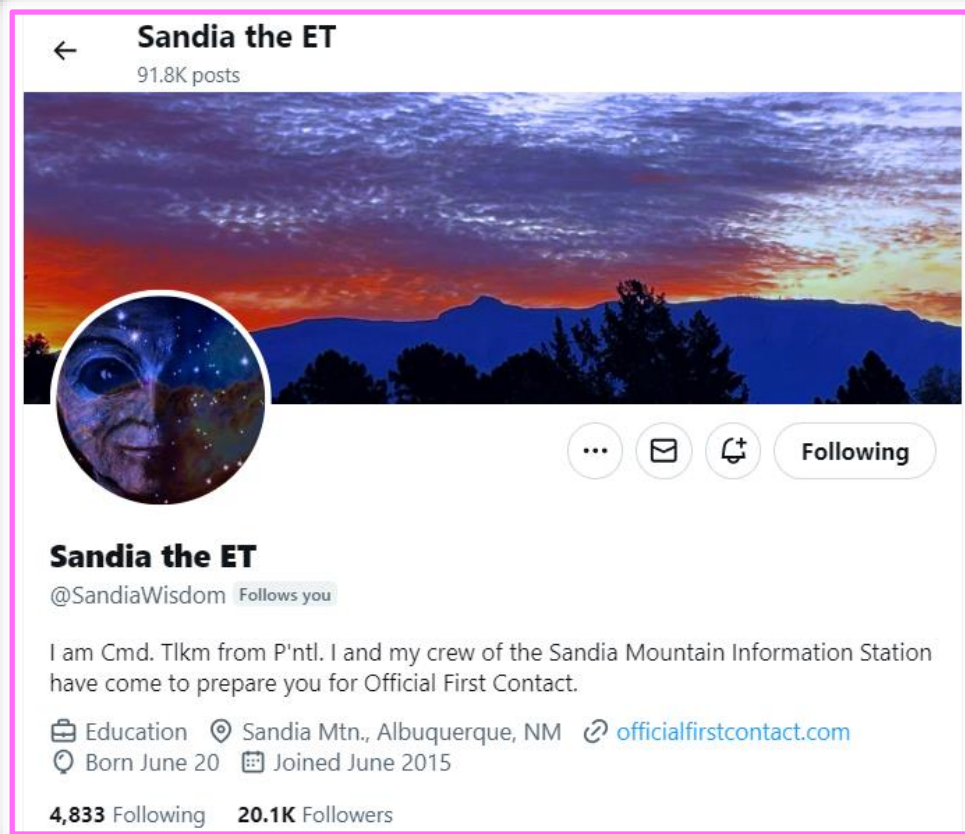 Sandia the ET
91.8K posts
Following
Sandia the ET
@SandiaWisdom Follows you
I am Cmd. Tlkm from P'ntl. I and my crew of the Sandia Mountain Information Station
have come to prepare you for Official First Contact.
Education Sandia Mtn., Albuquerque, NM officialfirstcontact.com
Born June 20 Joined June 2015
4,833 Following 20.1K Followers